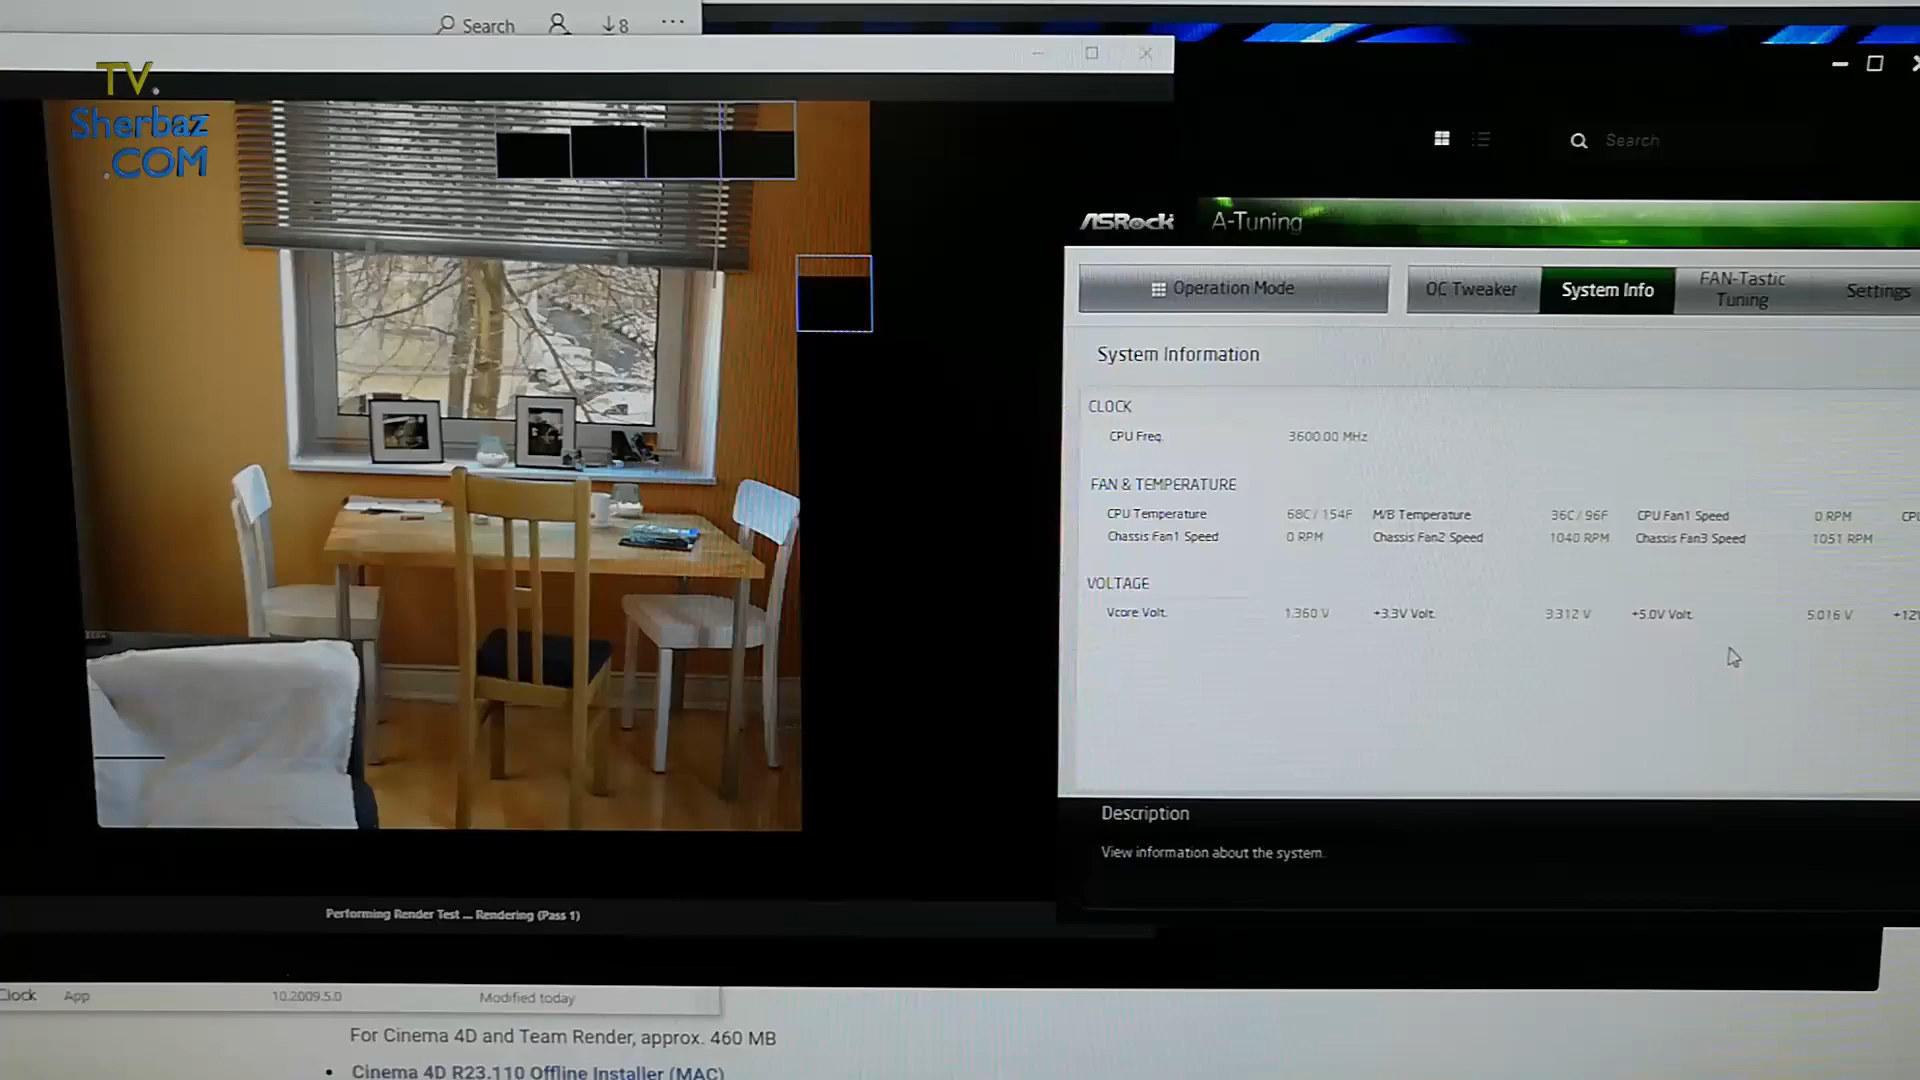 Search
8
TV.
Sherbaz
.COM
Search
ASRock
A-Tuning
Operation Mode
OC Tweaker
System Info
FAN-Tastic
Tuning
Settings
System Information
CLOCK
CPU Freq.
3600.00 MHz
FAN & TEMPERATURE
CPU Temperature
68C / 154F
M/B Temperature
36C / 96F
CPU Fan1 Speed
0 RPM
Chassis Fan1 Speed
0 RPM
Chassis Fan2 Speed
1040 RPM
Chassis Fan3 Speed
1051 RPM
VOLTAGE
Vcore Volt.
1.360 V
+3.3V Volt.
3.312 V
+5.0V Volt.
5.016 V
Description
View information about the system.
Performing Render Test ... Rendering (Pass 1)
Clock
App
10.2009.5.0
Modified today
For Cinema 4D and Team Render, approx. 460 MB
• Cinema 4D R23.110 Offline Installer (MAC)